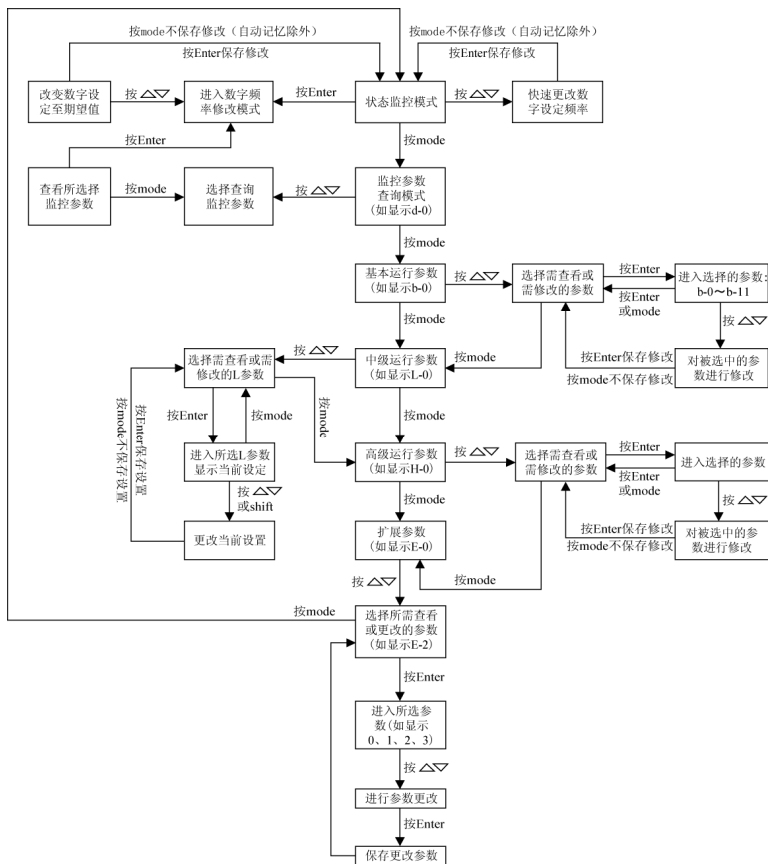 按mode不保存修改（自动记忆除外）
按Enter保存修改
按mode不保存修改（自动记忆除外）
按Enter保存修改
改变数字设
定至期望值
按 △▽
进入数字频
率修改模式
按Enter
状态监控模式
按 △▽
快速更改数
字设定频率
按Enter
按mode
查看所选择
监控参数
按mode
选择查询
监控参数
按 △▽
监控参数
查询模式
(如显示d-0)
按mode
基本运行参数
(如显示b-0)
按 △▽
选择需查看或
需修改的参数
按Enter
按Enter
或mode
进入选择的参数:
b-0～b-11
按mode
按 △▽
选择需查看或需
修改的L参数
按 △▽
中级运行参数
(如显示L-0)
按mode
按Enter保存修改
按mode不保存修改
对被选中的参
数进行修改
按Enter
按mode
按mode
按mode
按Enter保存设置
按mode不保存设置
进入所选L参数
显示当前设定
高级运行参数
(如显示H-0)
按 △▽
选择需查看或
需修改的参数
按Enter
按Enter
或mode
进入选择的参数
按 △▽
或shift
按mode
按 △▽
更改当前设置
扩展参数
(如显示E-0)
按Enter保存修改
按mode不保存修改
对被选中的参
数进行修改
按 △▽
按mode
按mode
选择所需查看
或更改的参数
(如显示E-2)
按Enter
进入所选参
数(如显示
0、1、2、3)
按 △▽
进行参数更改
按Enter
保存更改参数